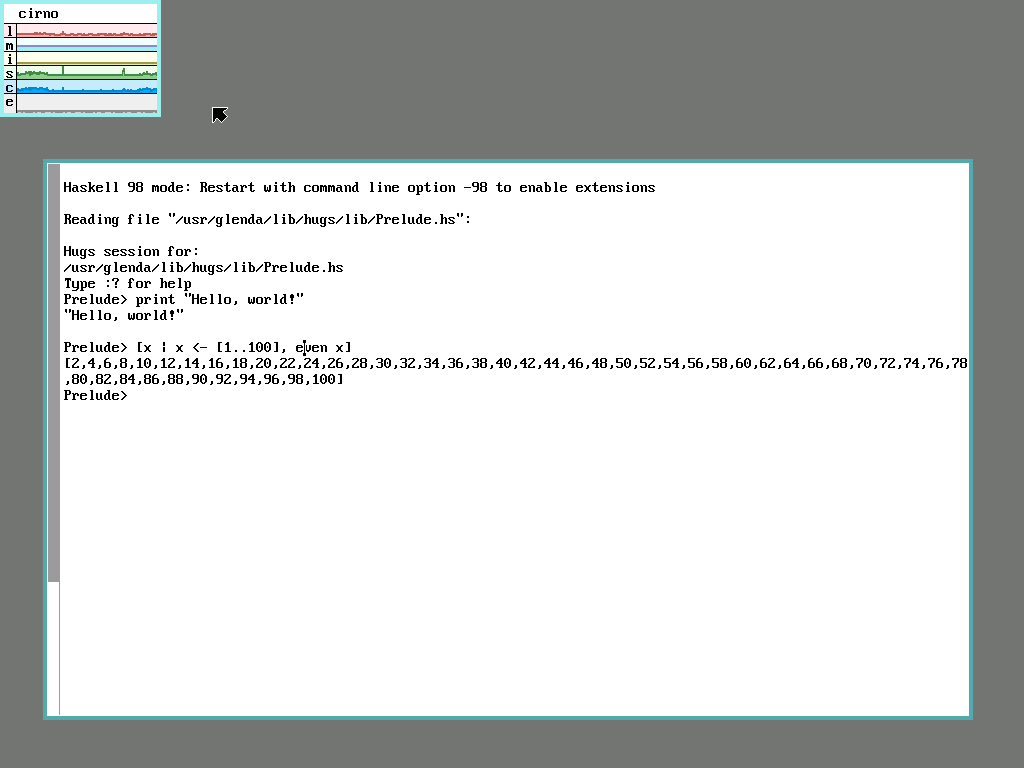 cirno
l
m
i
s
c
e
Haskell 98 mode: Restart with command line option -98 to enable extensions
Reading file "/usr/glenda/lib/hugs/lib/Prelude.hs":
Hugs session for:
/usr/glenda/lib/hugs/lib/Prelude.hs
Type :? for help
Prelude> print "Hello, world!"
"Hello, world!"
Prelude> [x | x <- [1..100], even x]
[2,4,6,8,10,12,14,16,18,20,22,24,26,28,30,32,34,36,38,40,42,44,46,48,50,52,54,56,58,60,62,64,66,68,70,72,74,76,78
,80,82,84,86,88,90,92,94,96,98,100]
Prelude>